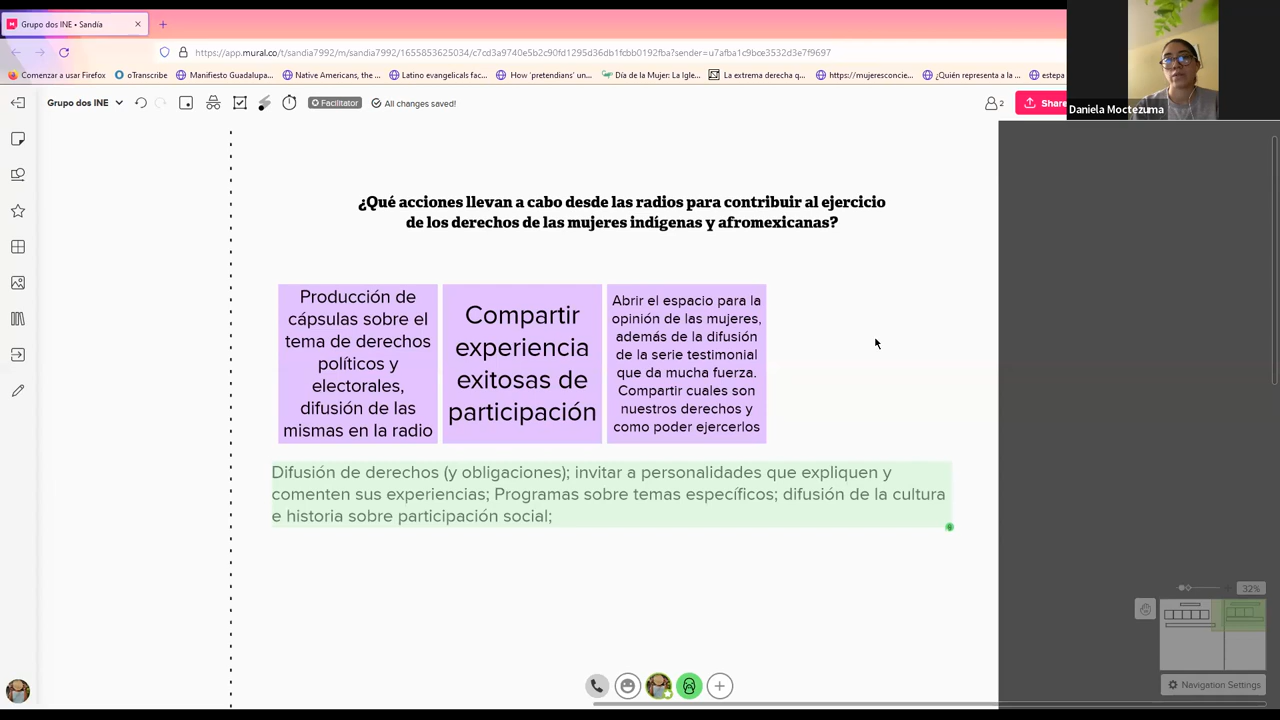 Grupo dos INE • Sandía
https://app.mural.co/t/sandia7992/m/sandia7992/1655853625034/c7cd3a9740e5b2c90fd1295d36db1fcbb0192fba?sender=u7afba1c9bce3532d3e7f9697
Comenzar a usar Firefox
oTranscribe
Manifiesto Guadalupa...
Native Americans, the ...
Latino evangelicals fac...
How 'pretendians' un...
Día de la Mujer: La Igle...
La extrema derecha q...
https://mujeresconcie...
¿Quién representa a la ...
estepa
Daniela Moctezuma
Grupo dos INE
Facilitator
All changes saved!
2
Share
¿Qué acciones llevan a cabo desde las radios para contribuir al ejercicio
de los derechos de las mujeres indígenas y afromexicanas?
Producción de
cápsulas sobre el
tema de derechos
políticos y
electorales,
difusión de las
mismas en la radio
Compartir
experiencia
exitosas de
participación
Abrir el espacio para la
opinión de las mujeres,
además de la difusión
de la serie testimonial
que da mucha fuerza.
Compartir cuales son
nuestros derechos y
como poder ejercerlos
Difusión de derechos (y obligaciones); invitar a personalidades que expliquen y
comenten sus experiencias; Programas sobre temas específicos; difusión de la cultura
e historia sobre participación social;
32%
Navigation Settings